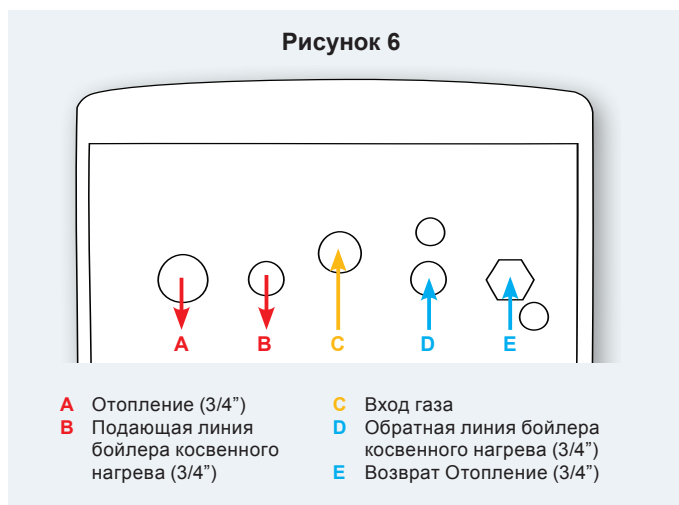 Рисунок 6
A B C D E
A Отопление (3/4”)
B Подающая линия
бойлера косвенного
нагрева (3/4”)
C Вход газа
D Обратная линия бойлера
косвенного нагрева (3/4”)
E Возврат Отопление (3/4”)